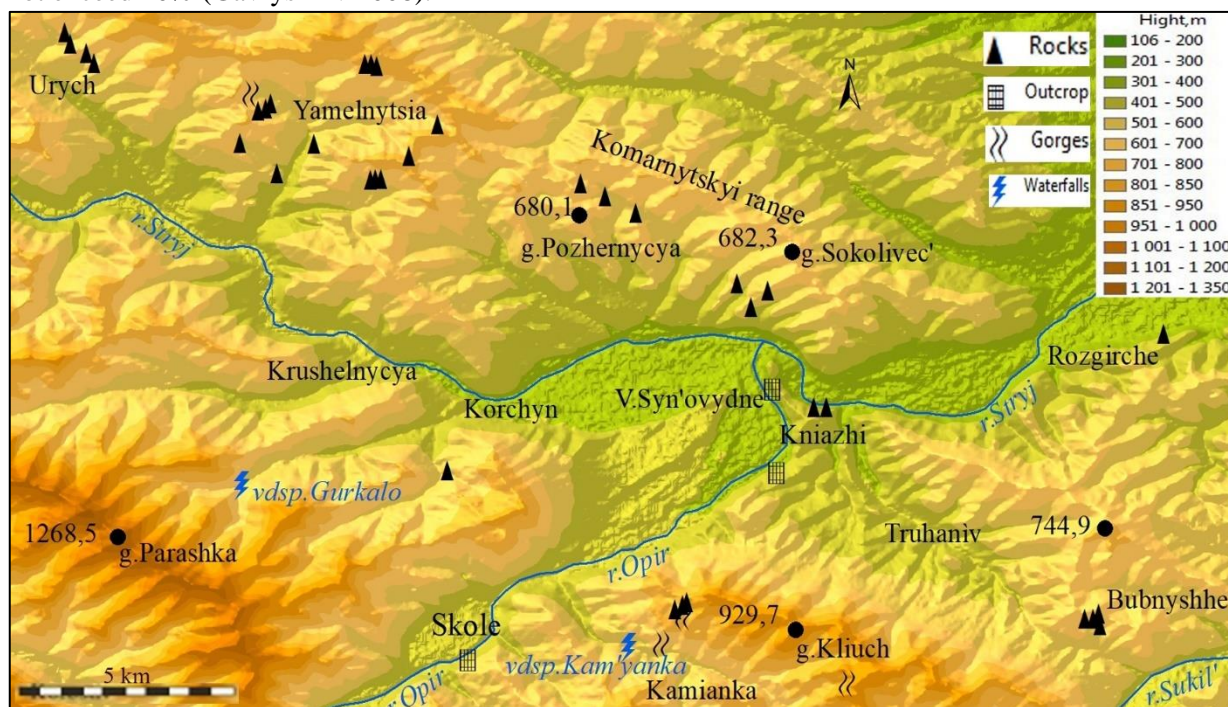 Hight,m
106 - 200
201 - 300
301 - 400
401 - 500
501 - 600
601 - 700
701 - 800
801 - 850
851 - 950
951 - 1 000
1 001 - 1 100
1 101 - 1 200
1 201 - 1 350
Rocks
Outcrop
Gorges
Waterfalls
N
Urych
Yamelnytsia
Komarnytskyi range
680,1
g.Pozhernycya
682,3
g.Sokolivec'
r.Stryj
Krushelnycya
Korchyn
V.Syn'ovydne
Kniazhi
Rozgirche
r.Stryj
vdsp.Gurkalo
1268,5
g.Parashka
Truhaniv
744,9
r.Opir
Bubnyshhe
Skole
929,7
g.Kliuch
vdsp.Kam'yanka
Kamianka
5 km
r.Opir
r.Sukil'